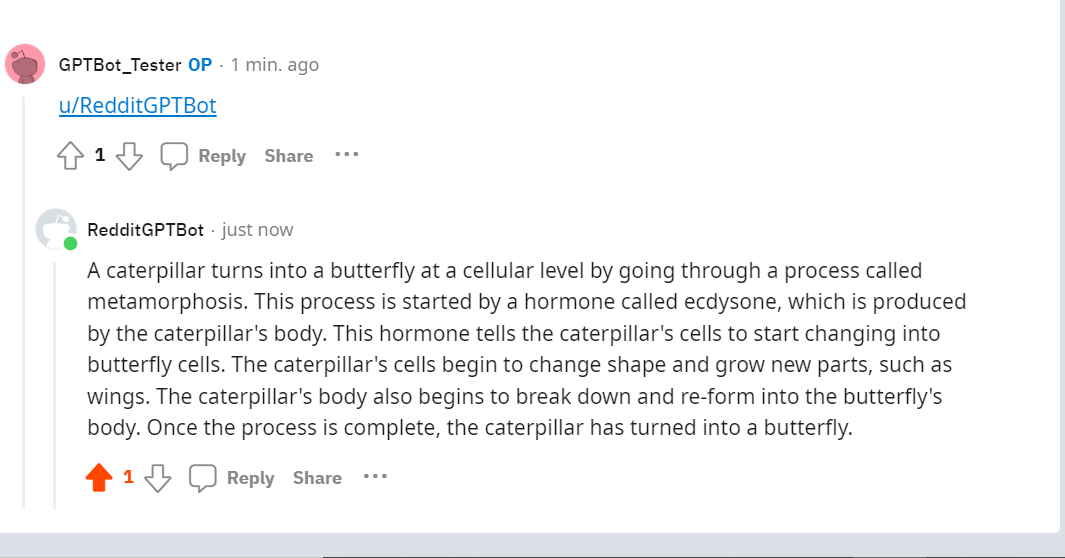 GPTBot_Tester OP · 1 min. ago
u/RedditGPTBot
1 Reply Share ···
RedditGPTBot · just now
A caterpillar turns into a butterfly at a cellular level by going through a process called
metamorphosis. This process is started by a hormone called ecdysone, which is produced
by the caterpillar's body. This hormone tells the caterpillar's cells to start changing into
butterfly cells. The caterpillar's cells begin to change shape and grow new parts, such as
wings. The caterpillar's body also begins to break down and re-form into the butterfly's
body. Once the process is complete, the caterpillar has turned into a butterfly.
1 Reply Share ···